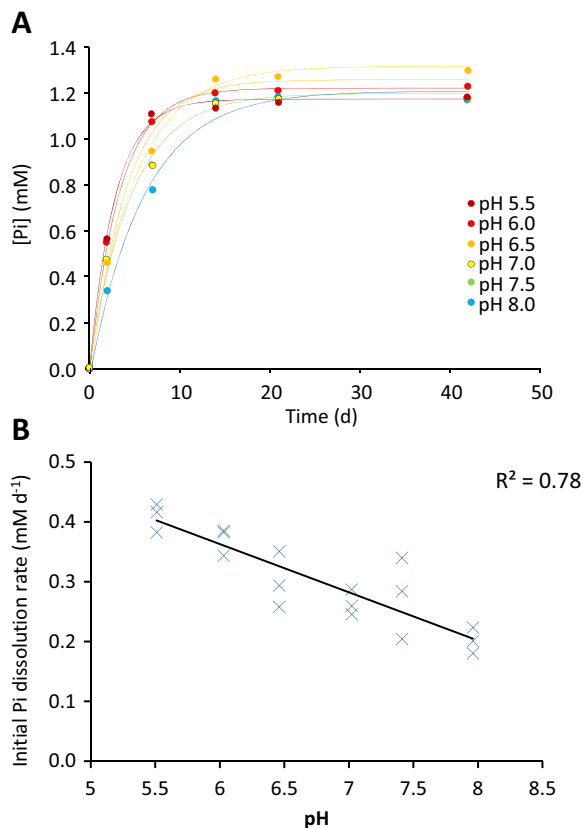 A
[Pi] (mM)
1.4
1.2
1.0
0.8
0.6
0.4
0.2
0.0
0
10
20
30
40
50
Time (d)
pH 5.5
pH 6.0
pH 6.5
pH 7.0
pH 7.5
pH 8.0
B
Initial Pi dissolution rate (mM d⁻¹)
0.5
0.4
0.3
0.2
0.1
0.0
R² = 0.78
5
5.5
6
6.5
7
7.5
8
8.5
pH